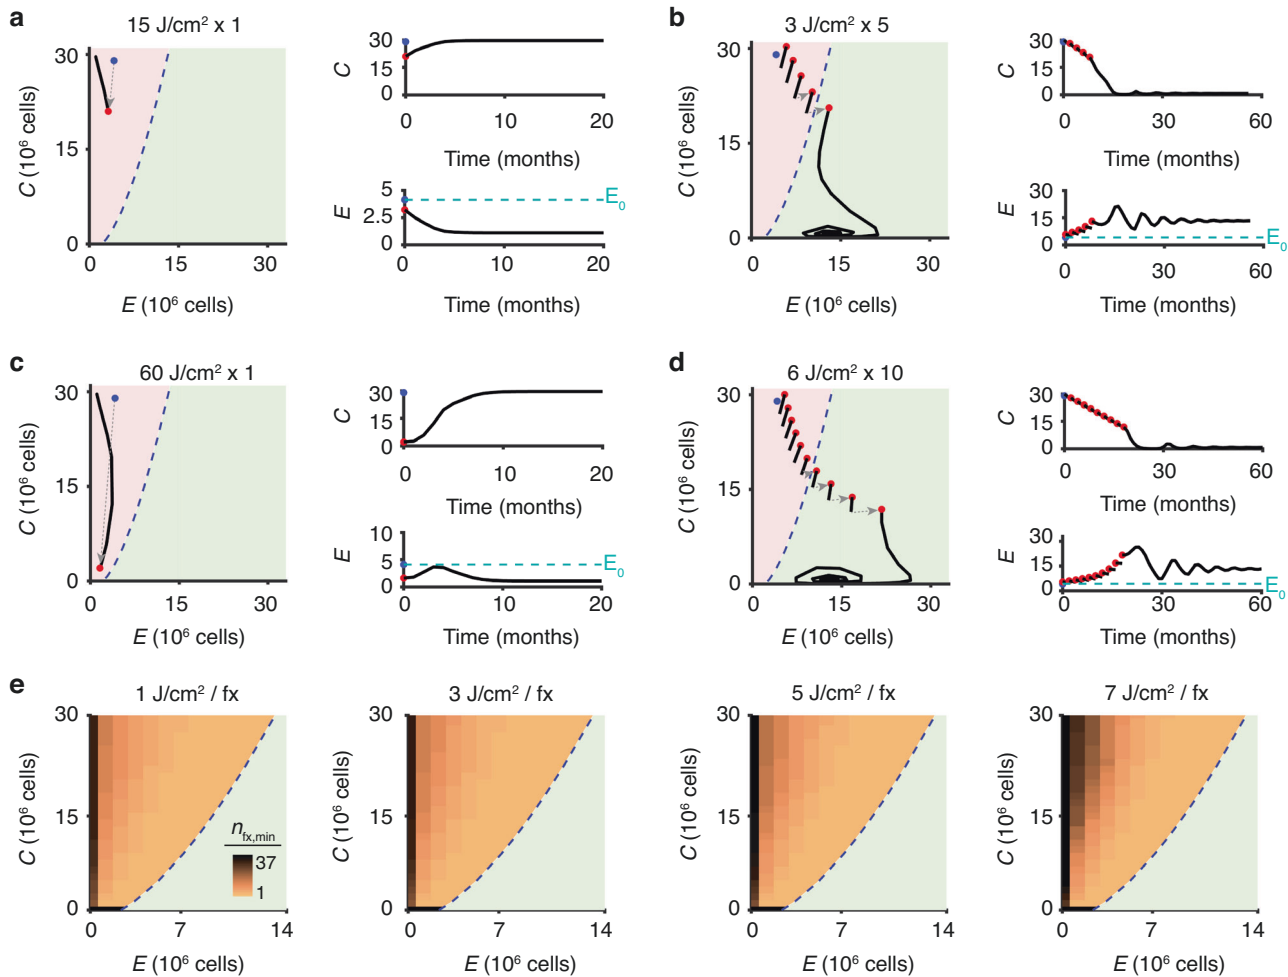 a
15 J/cm² x 1
C (10⁶ cells)
30
15
0
0
15
30
E (10⁶ cells)
C
30
15
0
0
10
20
Time (months)
E
5
2.5
0
E₀
0
10
20
Time (months)
b
3 J/cm² x 5
C (10⁶ cells)
30
15
0
0
15
30
E (10⁶ cells)
C
30
15
0
0
30
60
Time (months)
E
30
15
0
E₀
0
30
60
Time (months)
c
60 J/cm² x 1
C (10⁶ cells)
30
15
0
0
15
30
E (10⁶ cells)
C
30
15
0
0
10
20
Time (months)
E
10
5
0
E₀
0
10
20
Time (months)
d
6 J/cm² x 10
C (10⁶ cells)
30
15
0
0
15
30
E (10⁶ cells)
C
30
15
0
0
30
60
Time (months)
E
30
15
0
E₀
0
30
60
Time (months)
e
1 J/cm² / fx
C (10⁶ cells)
30
15
0
n fx,min
37
1
0
7
14
E (10⁶ cells)
3 J/cm² / fx
C (10⁶ cells)
30
15
0
0
7
14
E (10⁶ cells)
5 J/cm² / fx
C (10⁶ cells)
30
15
0
0
7
14
E (10⁶ cells)
7 J/cm² / fx
C (10⁶ cells)
30
15
0
0
7
14
E (10⁶ cells)